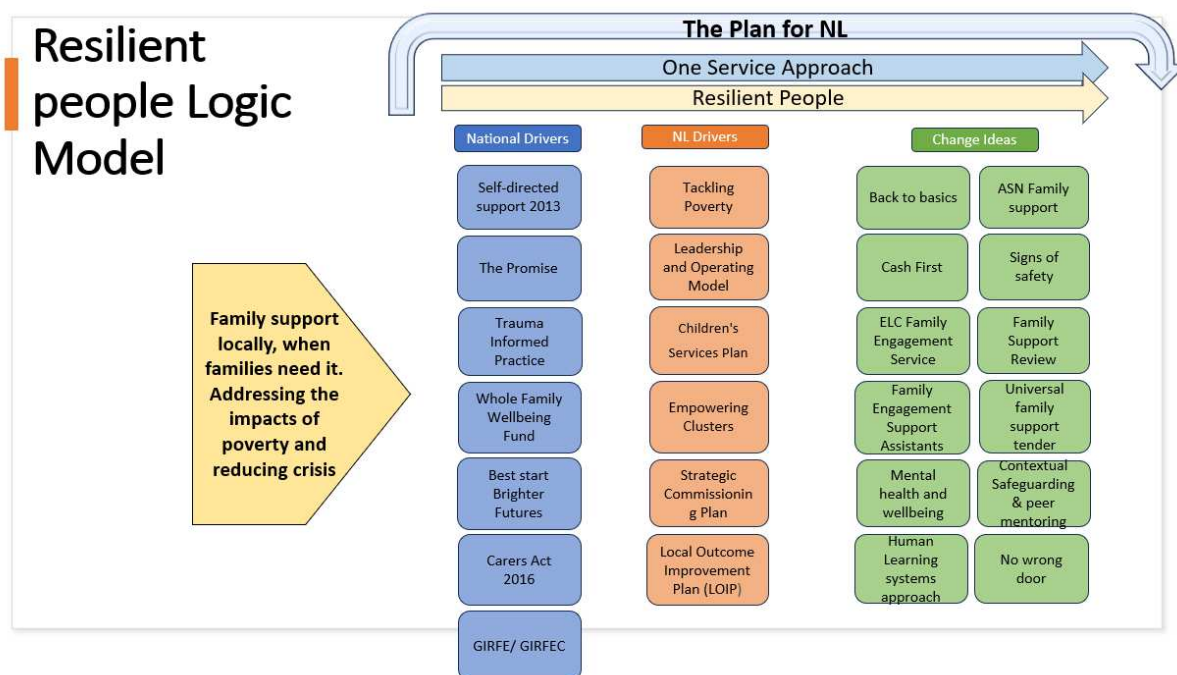 Resilient
people Logic
Model
The Plan for NL
One Service Approach
Resilient People
Family support
locally, when
families need it.
Addressing the
impacts of
poverty and
reducing crisis
National Drivers
Self-directed
support 2013
The Promise
Trauma
Informed
Practice
Whole Family
Wellbeing
Fund
Best start
Brighter
Futures
Carers Act
2016
GIRFE/ GIRFEC
NL Drivers
Tackling
Poverty
Leadership
and Operating
Model
Children's
Services Plan
Empowering
Clusters
Strategic
Commissionin
g Plan
Local Outcome
Improvement
Plan (LOIP)
Change Ideas
Back to basics
Cash First
ELC Family
Engagement
Service
Family
Engagement
Support
Assistants
Mental
health and
wellbeing
Human
Learning
systems
approach
ASN Family
support
Signs of
safety
Family
Support
Review
Universal
family
support
tender
Contextual
Safeguarding
& peer
mentoring
No wrong
door